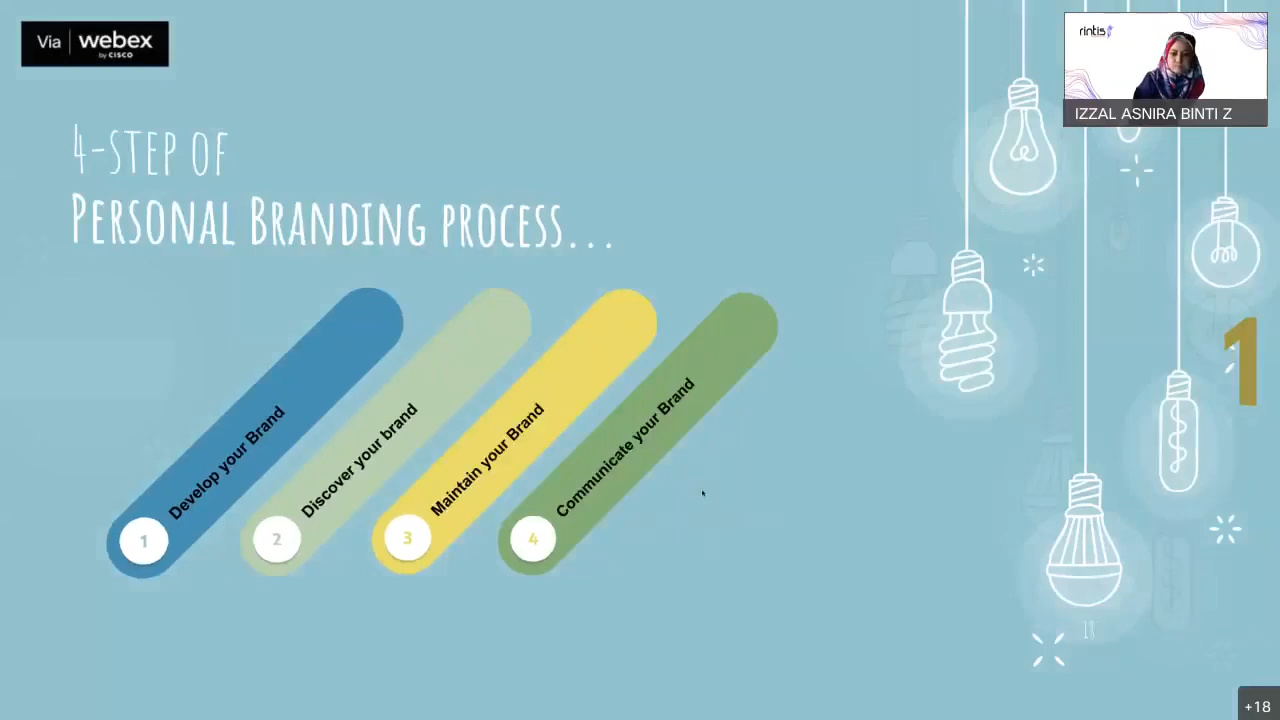 Via webex
by CISCO
rintis
IZZAL ASNIRA BINTI Z
4-STEP OF
PERSONAL BRANDING PROCESS...
Develop your Brand
Discover your brand
Maintain your Brand
Communicate your Brand
1
2
3
4
1
18
+18